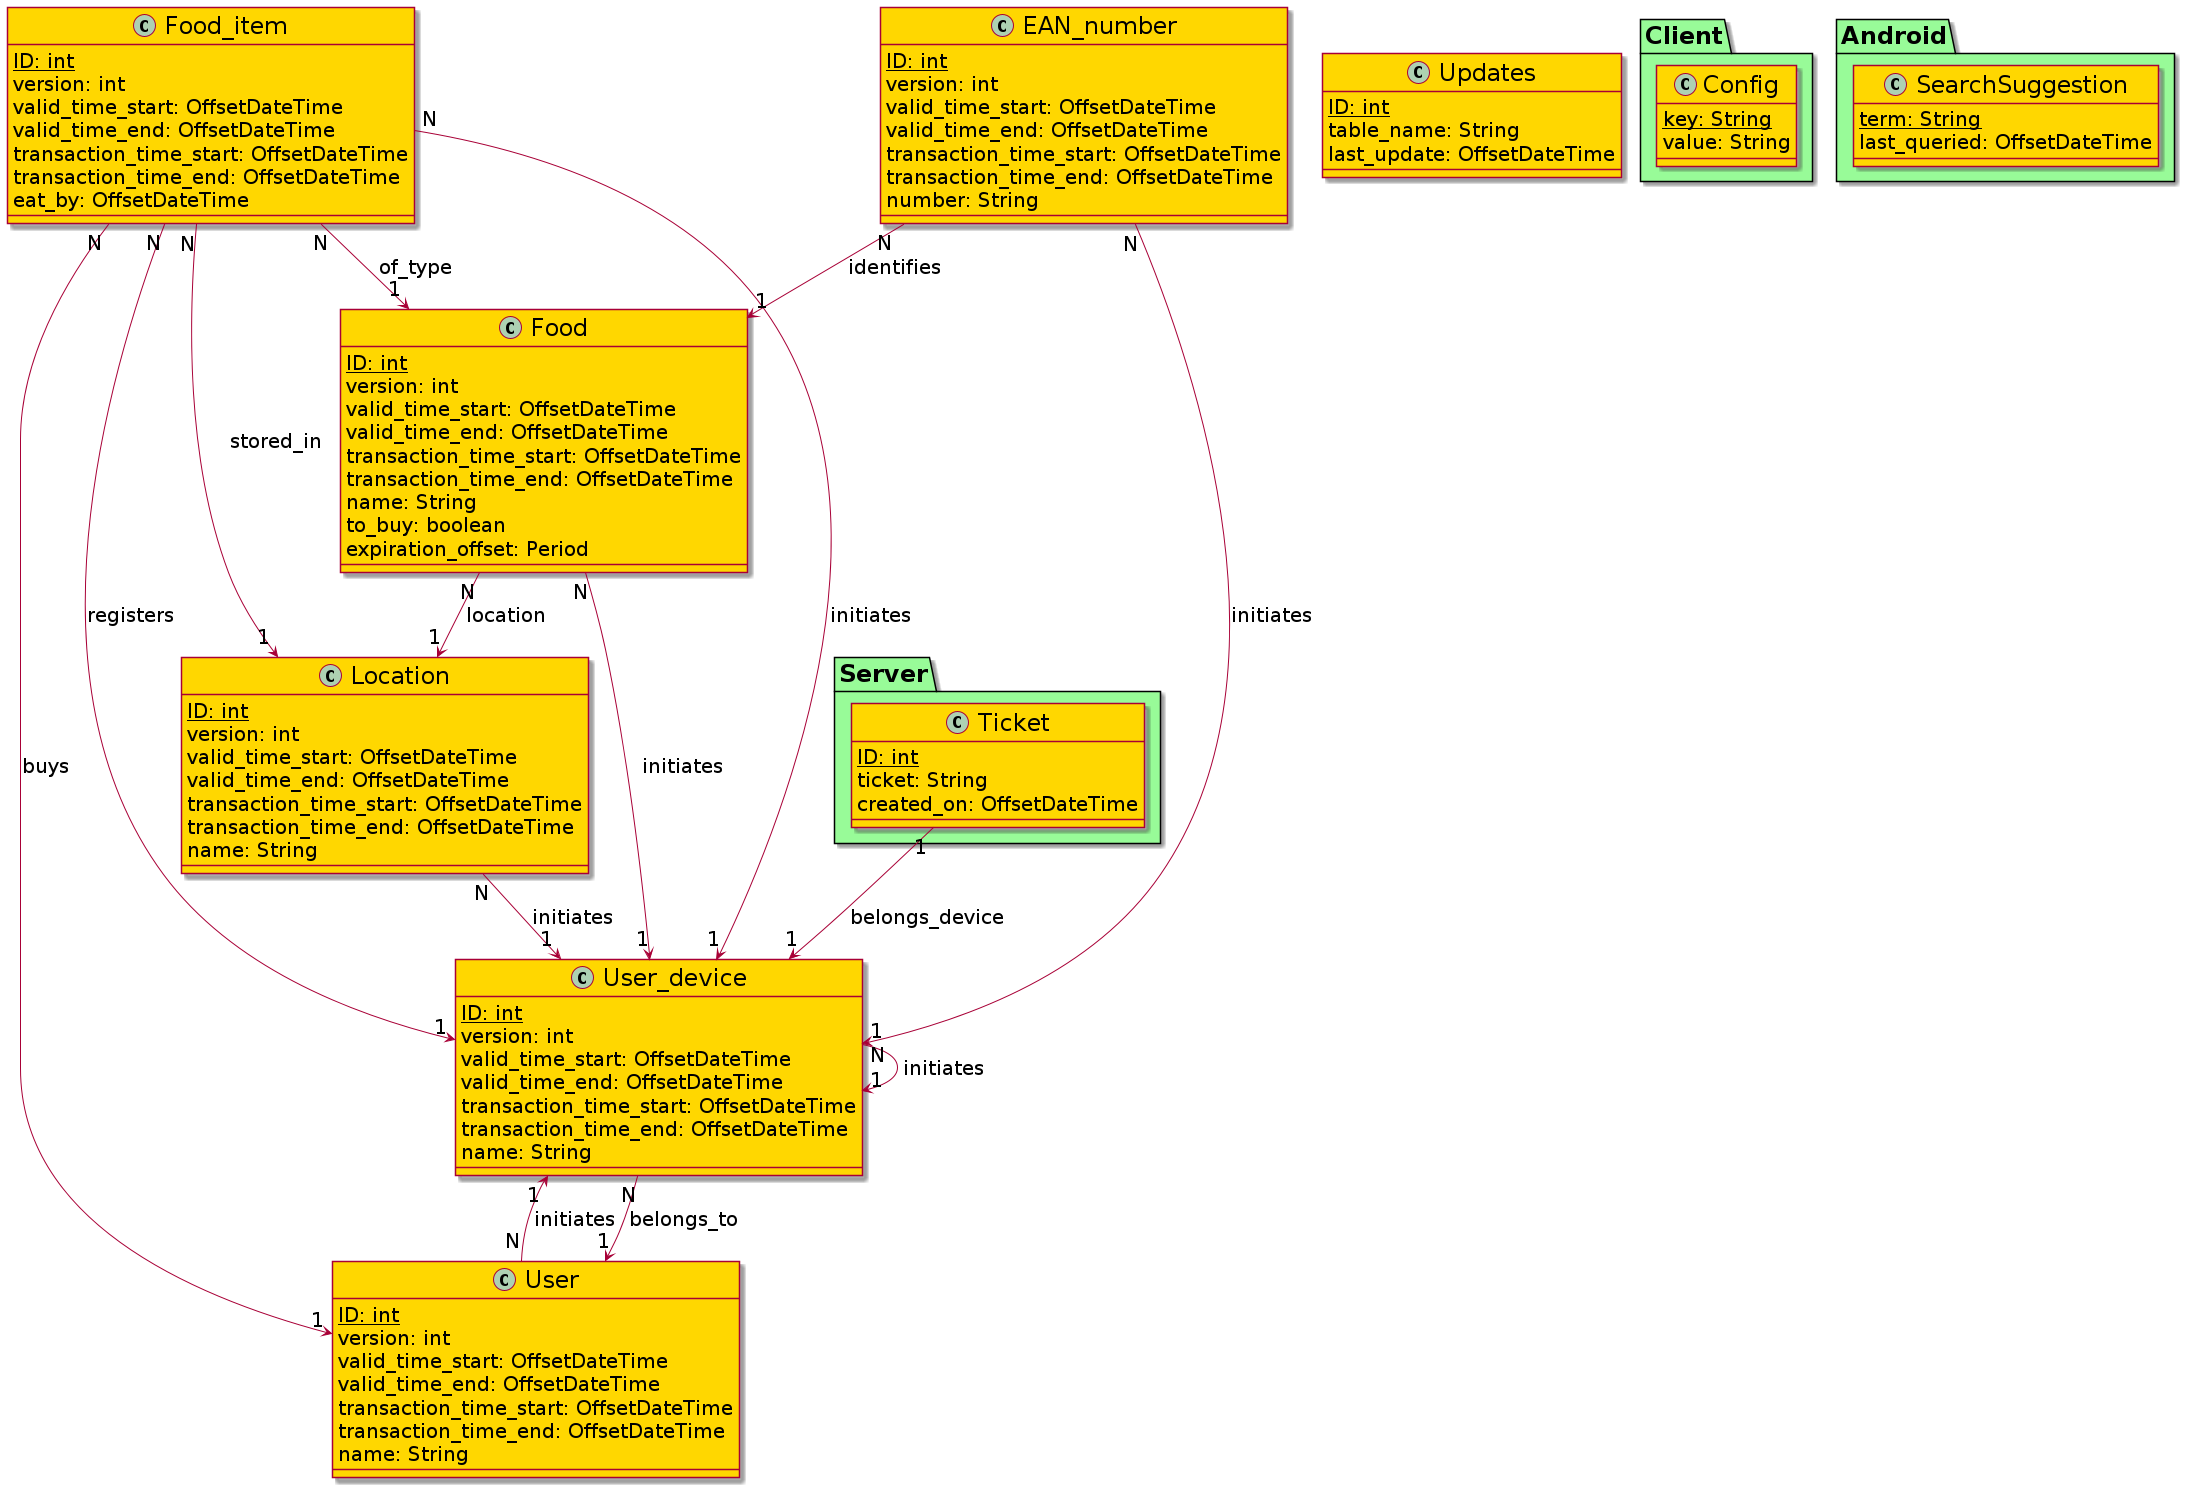 C Food_item
ID: int
version: int
valid_time_start: OffsetDateTime
valid_time_end: OffsetDateTime
transaction_time_start: OffsetDateTime
transaction_time_end: OffsetDateTime
eat_by: OffsetDateTime
C EAN_number
ID: int
version: int
valid_time_start: OffsetDateTime
valid_time_end: OffsetDateTime
transaction_time_start: OffsetDateTime
transaction_time_end: OffsetDateTime
number: String
C Updates
ID: int
table_name: String
last_update: OffsetDateTime
Client
C Config
key: String
value: String
Android
C SearchSuggestion
term: String
last_queried: OffsetDateTime
N
N
N
N
N
N
N
of_type
1
identifies
1
C Food
ID: int
version: int
valid_time_start: OffsetDateTime
valid_time_end: OffsetDateTime
transaction_time_start: OffsetDateTime
transaction_time_end: OffsetDateTime
name: String
to_buy: boolean
expiration_offset: Period
stored_in
N
N
registers
location
initiates
initiates
1
1
C Location
ID: int
version: int
valid_time_start: OffsetDateTime
valid_time_end: OffsetDateTime
transaction_time_start: OffsetDateTime
transaction_time_end: OffsetDateTime
name: String
Server
C Ticket
ID: int
ticket: String
created_on: OffsetDateTime
buys
initiates
1
N
initiates
belongs_device
1
1
1
1
C User_device
ID: int
version: int
valid_time_start: OffsetDateTime
valid_time_end: OffsetDateTime
transaction_time_start: OffsetDateTime
transaction_time_end: OffsetDateTime
name: String
1
1
N
initiates
1
1
N
initiates
belongs_to
N
1
1
C User
ID: int
version: int
valid_time_start: OffsetDateTime
valid_time_end: OffsetDateTime
transaction_time_start: OffsetDateTime
transaction_time_end: OffsetDateTime
name: String